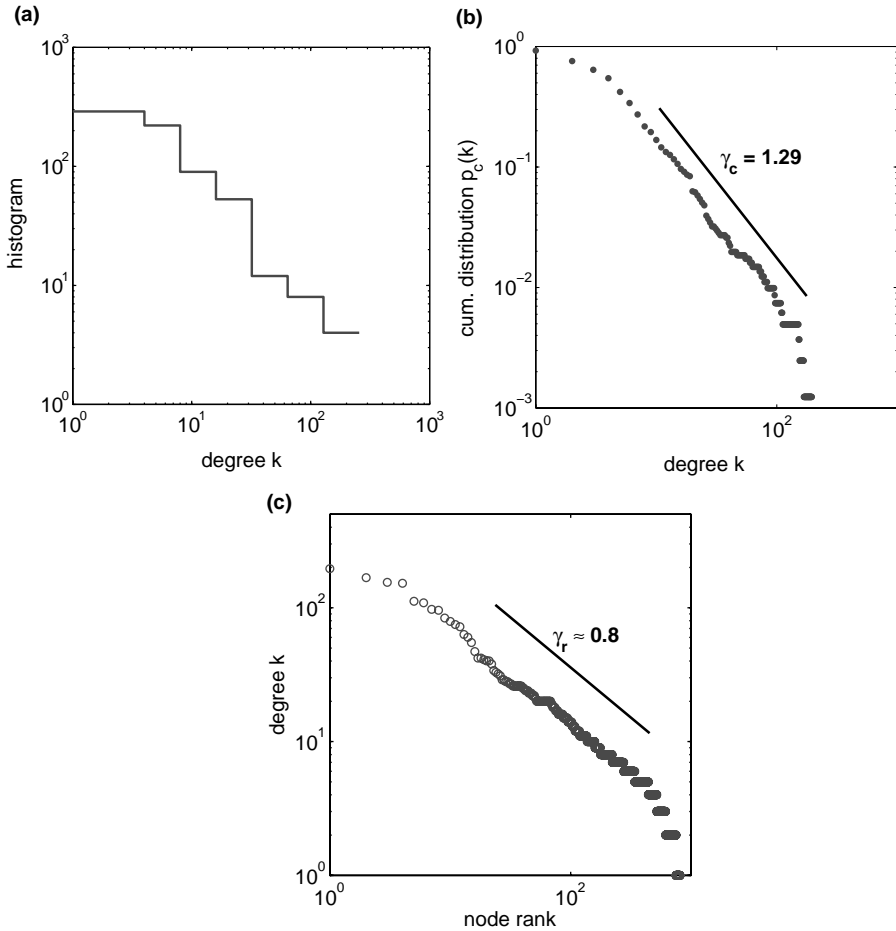 (a)
10^3
10^2
10^1
10^0
histogram
10^0 10^1 10^2 10^3
degree k
(b)
10^0
10^-1
10^-2
10^-3
cum. distribution p_c(k)
γ_c = 1.29
10^0 10^2
degree k
(c)
10^2
10^1
10^0
degree k
γ_r ≈ 0.8
10^0 10^2
node rank